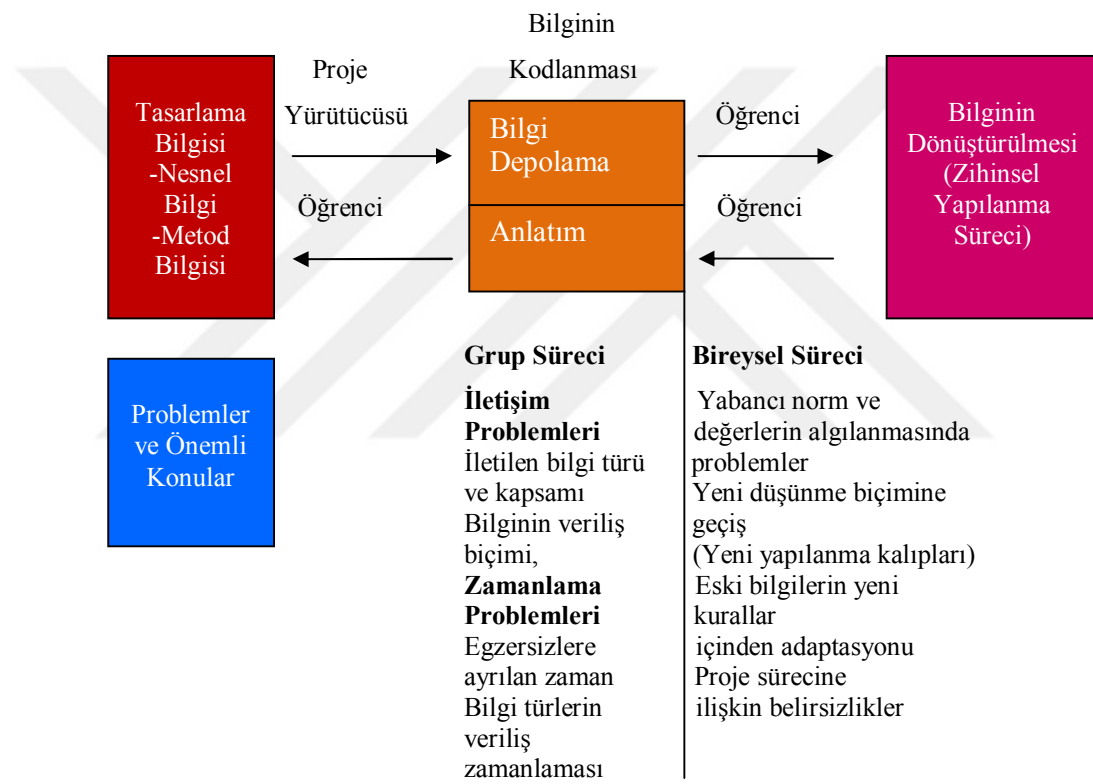 Bilginin
Kodlanması
Proje
Yürütücüsü
Öğrenci
Tasarlama
Bilgisi
-Nesnel
Bilgi
-Metod
Bilgisi
Bilgi
Depolama
Anlatım
Öğrenci
Öğrenci
Bilginin
Dönüştürülmesi
(Zihinsel
Yapılanma
Süreci)
Problemler
ve Önemli
Konular
Grup Süreci
İletişim
Problemleri
İletilen bilgi türü
ve kapsamı
Bilginin veriliş
biçimi,
Zamanlama
Problemleri
Egzersizlere
ayrılan zaman
Bilgi türlerin
veriliş
zamanlaması
Bireysel Süreci
Yabancı norm ve
değerlerin algılanmasında
problemler
Yeni düşünme biçimine
geçiş
(Yeni yapılanma kalıpları)
Eski bilgilerin yeni
kurallar
içinden adaptasyonu
Proje sürecine
ilişkin belirsizlikler